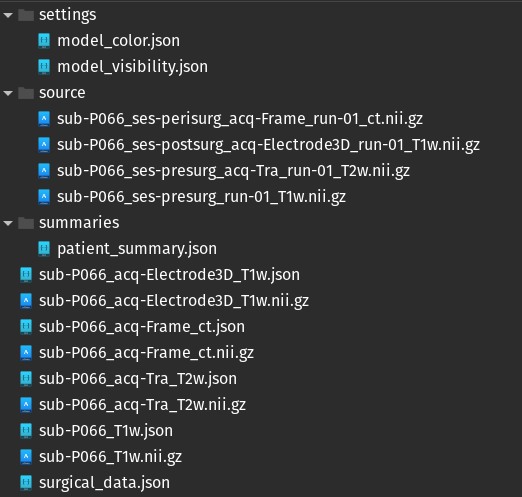 settings
model_color.json
model_visibility.json
source
sub-P066_ses-perisurg_acq-Frame_run-01_ct.nii.gz
sub-P066_ses-postsurg_acq-Electrode3D_run-01_T1w.nii.gz
sub-P066_ses-presurg_acq-Tra_run-01_T2w.nii.gz
sub-P066_ses-presurg_run-01_T1w.nii.gz
summaries
patient_summary.json
sub-P066_acq-Electrode3D_T1w.json
sub-P066_acq-Electrode3D_T1w.nii.gz
sub-P066_acq-Frame_ct.json
sub-P066_acq-Frame_ct.nii.gz
sub-P066_acq-Tra_T2w.json
sub-P066_acq-Tra_T2w.nii.gz
sub-P066_T1w.json
sub-P066_T1w.nii.gz
surgical_data.json